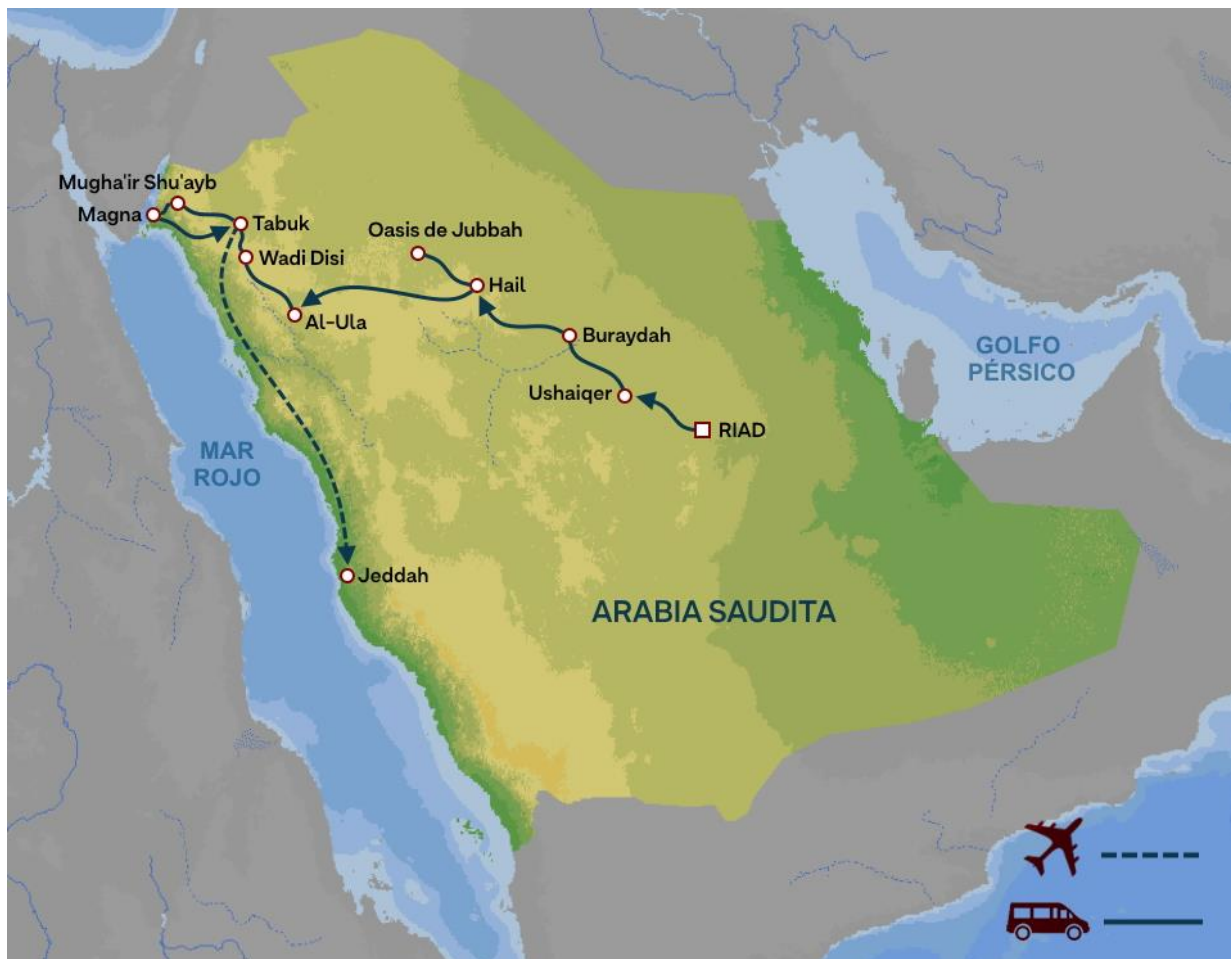 Mugha'ir Shu'ayb
Magna
Tabuk
Oasis de Jubbah
Wadi Disi
Hail
Al-Ula
Buraydah
GOLFO
PÉRSICO
Ushaiqer
RIAD
MAR
ROJO
Jeddah
ARABIA SAUDITA